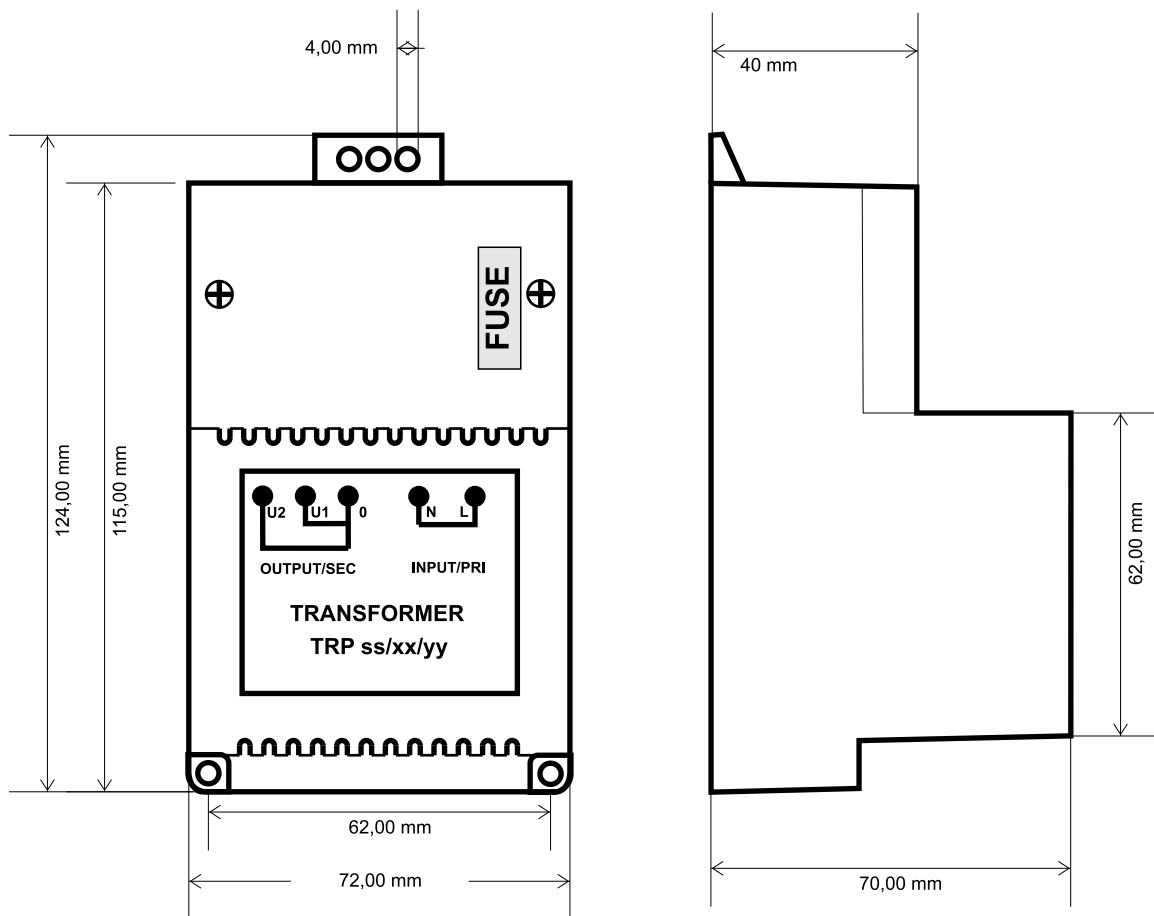 4,00 mm
40 mm
FUSE
124,00 mm
115,00 mm
U2 U1 0 N L
OUTPUT/SEC INPUT/PRI
TRANSFORMER
TRP ss/xx/yy
62,00 mm
62,00 mm
72,00 mm
70,00 mm